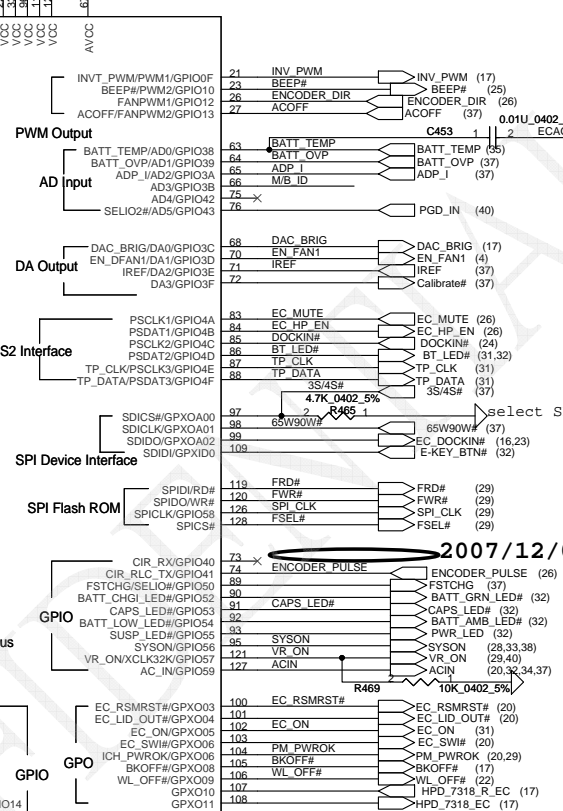 VCC VCC VCC VCC VCC AVCC
INVT_PWM/PWM1/GPIO0F 21 INV_PWM INV_PWM (17)
BEEP#/PWM2/GPIO10 23 BEEP# BEEP# (25)
FANPWM1/GPIO12 26 ENCODER_DIR ENCODER_DIR (26)
ACOFF/FANPWM2/GPIO13 27 ACOFF ACOFF (37)
PWM Output
C453 1 2 0.01U_0402_
BATT_TEMP/AD0/GPIO38 63 BATT_TEMP BATT_TEMP (35)
BATT_OVP/AD1/GPIO39 64 BATT_OVP BATT_OVP (37)
ADP_I/AD2/GPIO3A 65 ADP_I ADP_I (37)
AD Input
AD3/GPIO3B 66 M/B_ID
AD4/GPIO42 75
SELIO2#/AD5/GPIO43 76 PGD_IN (40)
DAC_BRIG/DA0/GPIO3C 68 DAC_BRIG DAC_BRIG (17)
EN_DFAN1/DA1/GPIO3D 70 EN_FAN1 EN_FAN1 (4)
DA Output
IREF/DA2/GPIO3E 71 IREF IREF (37)
DA3/GPIO3F 72 Calibrate# (37)
PSCLK1/GPIO4A 83 EC_MUTE EC_MUTE (26)
PSDAT1/GPIO4B 84 EC_HP_EN EC_HP_EN (26)
PSCLK2/GPIO4C 85 DOCKIN# DOCKIN# (24)
S2 Interface
PSDAT2/GPIO4D 86 BT_LED# BT_LED# (31,32)
TP_CLK/PSCLK3/GPIO4E 87 TP_CLK TP_CLK (31)
TP_DATA/PSDAT3/GPIO4F 88 TP_DATA TP_DATA (31)
3S/4S# 3S/4S# (37)
4.7K_0402_5%
SDICS#/GPXOA00 97 2 R465 1 select S
SDICLK/GPXOA01 98 65W90W# 65W90W# (37)
SDIDO/GPXOA02 99 EC_DOCKIN# (16,23)
SDIDI/GPXID0 109 E-KEY_BTN# (32)
SPI Device Interface
SPIDI/RD# 119 FRD# FRD# (29)
SPIDO/WR# 120 FWR# FWR# (29)
SPI Flash ROM
SPICLK/GPIO58 126 SPI_CLK SPI_CLK (29)
SPICS# 128 FSEL# FSEL# (29)
2007/12/
CIR_RX/GPIO40 73
CIR_RLC_TX/GPIO41 74 ENCODER_PULSE ENCODER_PULSE (26)
FSTCHG/SELIO#/GPIO50 89 FSTCHG (37)
BATT_CHGI_LED#/GPIO52 90 BATT_GRN_LED# (32)
CAPS_LED#/GPIO53 91 CAPS_LED# CAPS_LED# (32)
GPIO
BATT_LOW_LED#/GPIO54 92 BATT_AMB_LED# (32)
SUSP_LED#/GPIO55 93 PWR_LED (32)
SYSON/GPIO56 95 SYSON SYSON (28,33,38)
us
VR_ON/XCLK32K/GPIO57 121 VR_ON VR_ON (29,40)
AC_IN/GPIO59 127 ACIN ACIN (20,32,34,37)
R469 2 1 10K_0402_5%
EC_RSMRST#/GPXO03 100 EC_RSMRST# EC_RSMRST# (20)
EC_LID_OUT#/GPXO04 101 EC_LID_OUT# (20)
EC_ON/GPXO05 102 EC_ON EC_ON (31)
EC_SWI#/GPXO06 103 EC_SWI# (20)
ICH_PWROK/GPXO06 104 PM_PWROK PM_PWROK (20,29)
GPIO GPO
BKOFF#/GPXO08 105 BKOFF# BKOFF# (17)
WL_OFF#/GPXO09 106 WL_OFF# WL_OFF# (22)
GPXO10 107 HPD_7318_R_EC (17)
IO14 GPXO11 108 HPD_7318_EC (17)